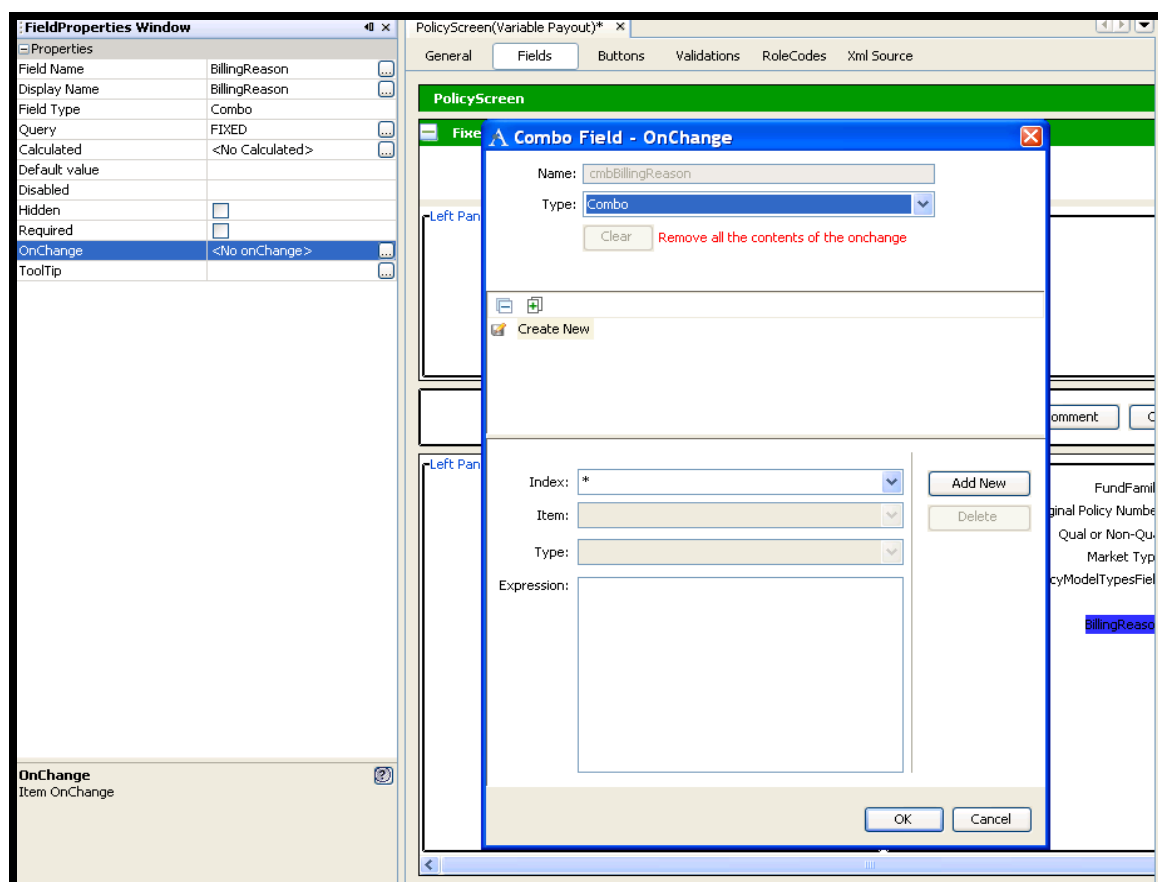 FieldProperties Window
Properties
Field Name BillingReason ...
Display Name BillingReason ...
Field Type Combo
Query FIXED ...
Calculated <No Calculated> ...
Default value
Disabled
Hidden
Required
OnChange <No onChange> ...
ToolTip ...
OnChange
Item OnChange
PolicyScreen(Variable Payout)*
General Fields Buttons Validations RoleCodes Xml Source
PolicyScreen
Fixe
Combo Field - OnChange
Name: cmbBillingReason
Type: Combo
Clear Remove all the contents of the onchange
Left Pan
Create New
omment C
Left Pan
Index: * Add New
Item: Delete
Type:
Expression:
OK Cancel
FundFamil
ginal Policy Numbe
Qual or Non-Qu
Market Typ
cyModelTypesFiel
BillingReaso